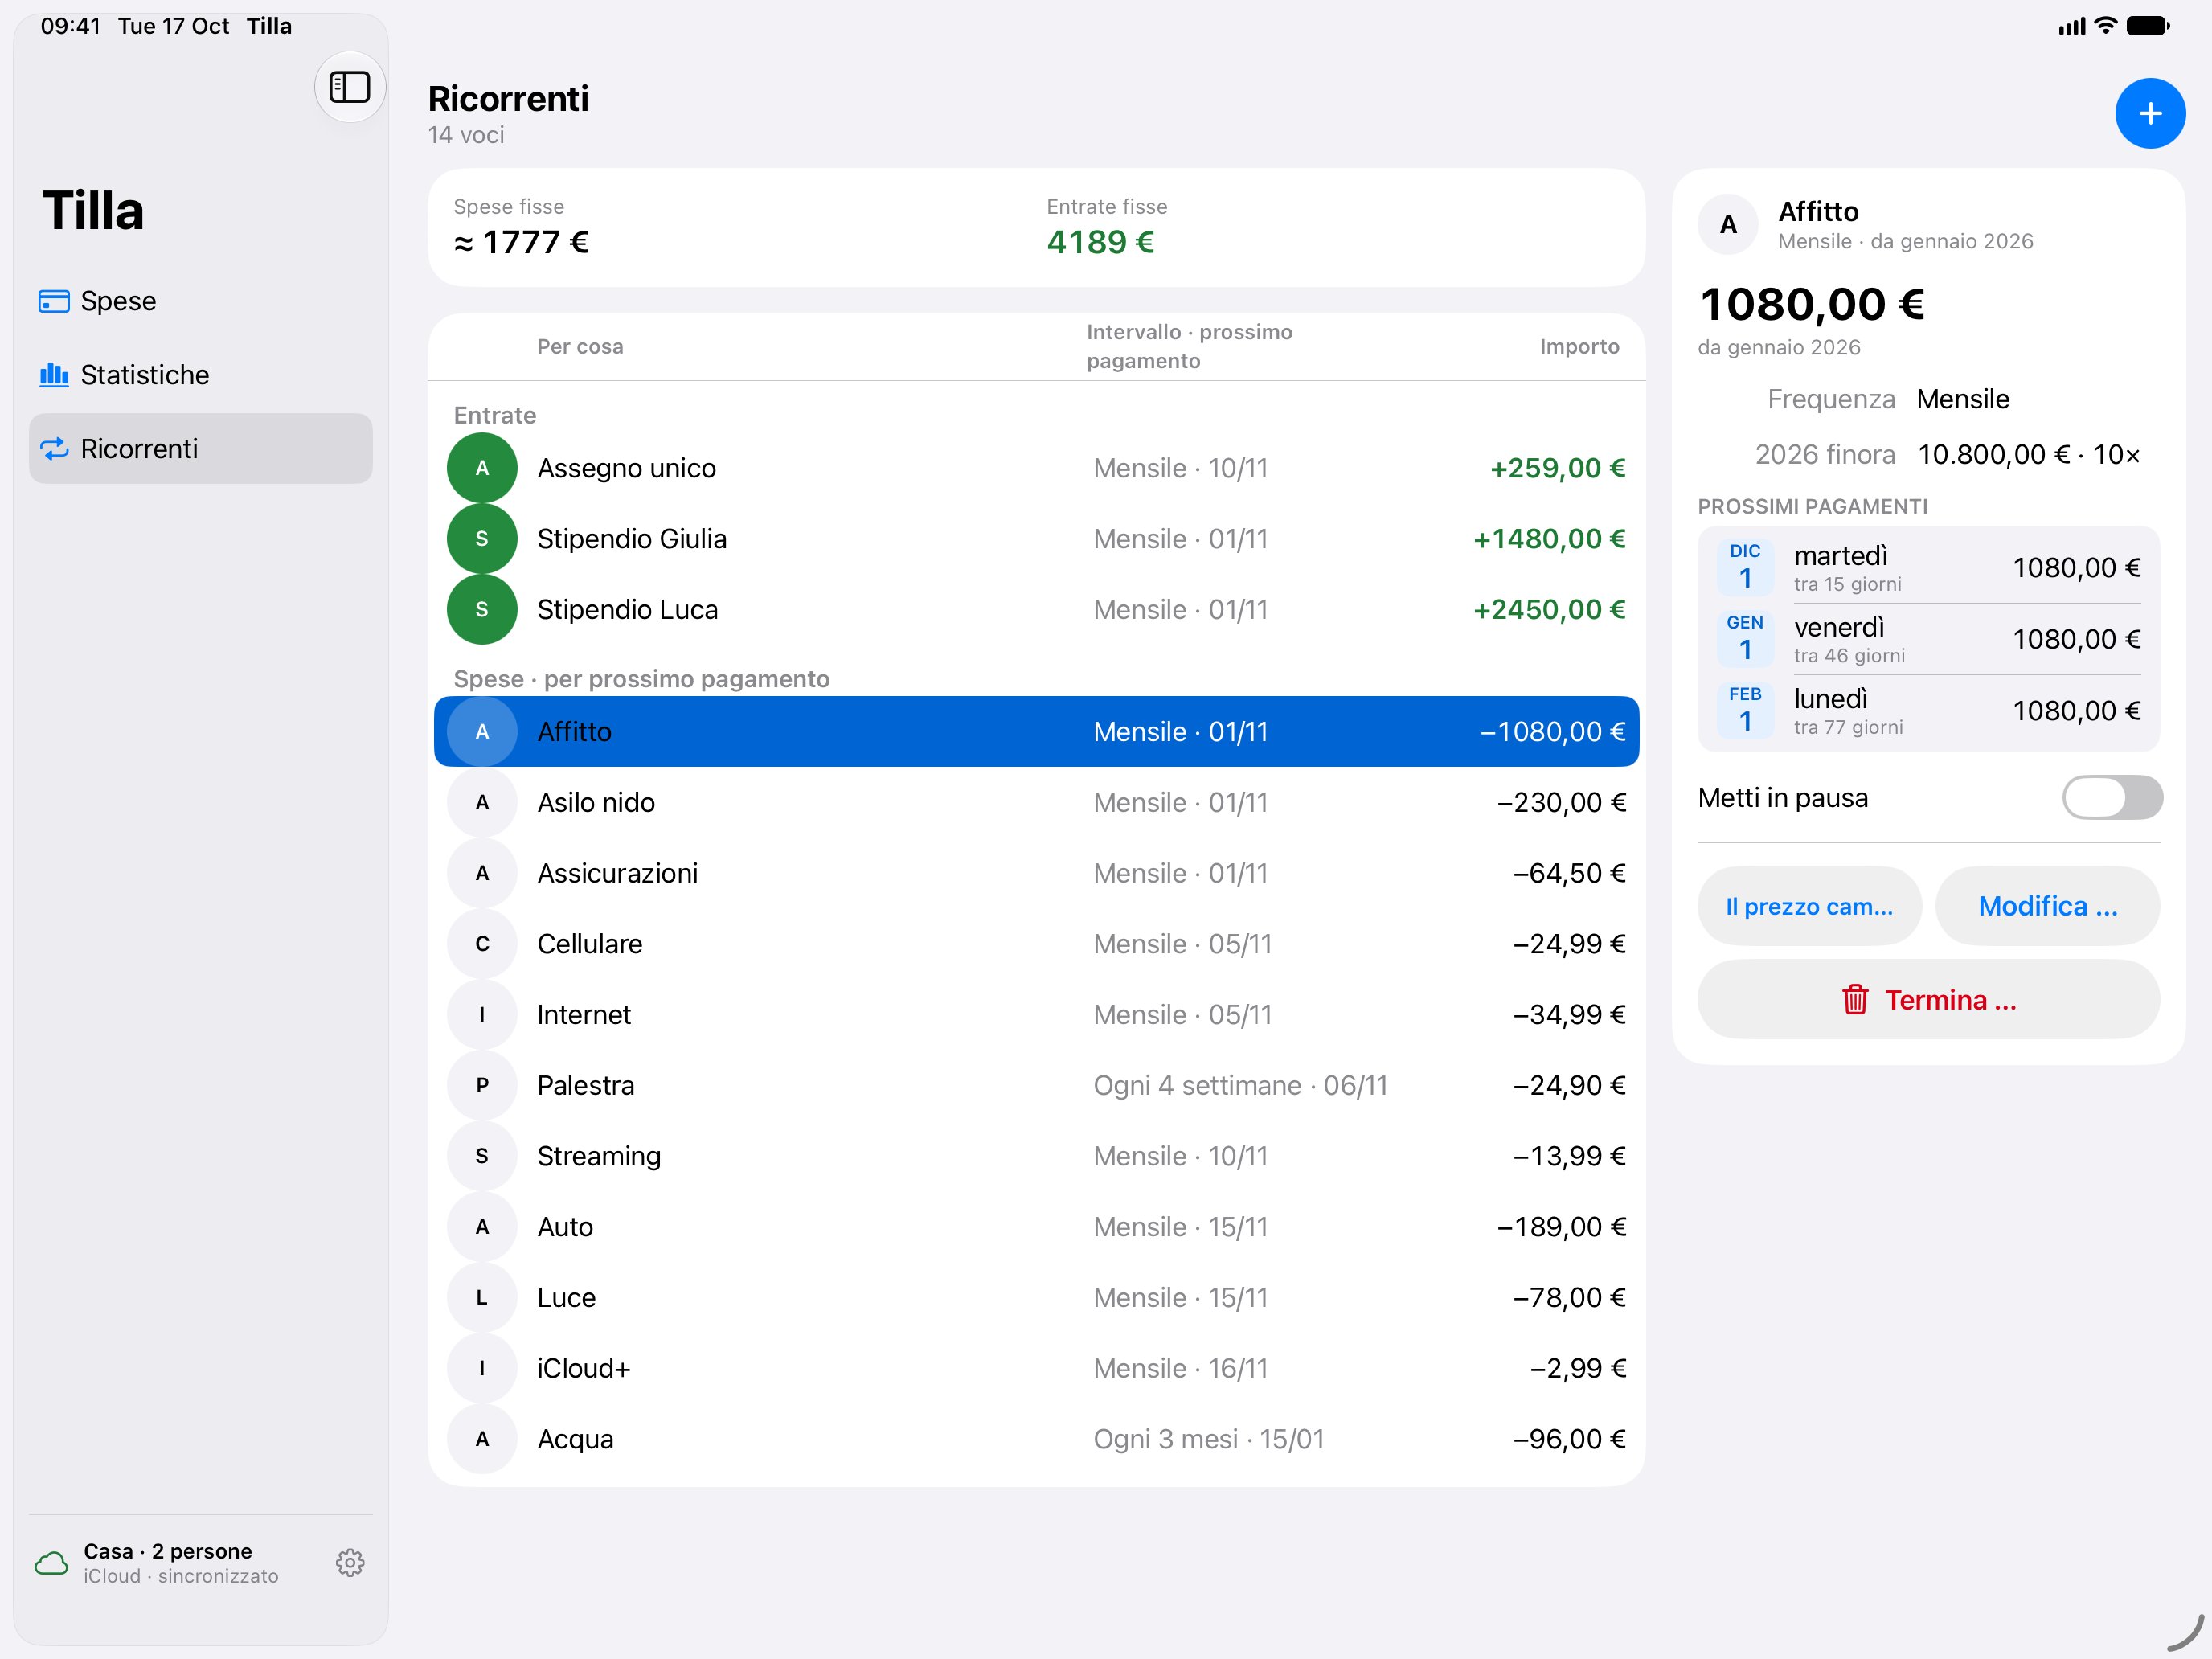 09:41 Tue 17 Oct Tilla
Tilla
Spese
Statistiche
Ricorrenti
Casa · 2 persone
iCloud · sincronizzato
Ricorrenti
14 voci
Spese fisse
≈ 1777 €
Entrate fisse
4189 €
Per cosa
Intervallo · prossimo
pagamento
Importo
Entrate
A Assegno unico Mensile · 10/11 +259,00 €
S Stipendio Giulia Mensile · 01/11 +1480,00 €
S Stipendio Luca Mensile · 01/11 +2450,00 €
Spese · per prossimo pagamento
A Affitto Mensile · 01/11 −1080,00 €
A Asilo nido Mensile · 01/11 −230,00 €
A Assicurazioni Mensile · 01/11 −64,50 €
C Cellulare Mensile · 05/11 −24,99 €
I Internet Mensile · 05/11 −34,99 €
P Palestra Ogni 4 settimane · 06/11 −24,90 €
S Streaming Mensile · 10/11 −13,99 €
A Auto Mensile · 15/11 −189,00 €
L Luce Mensile · 15/11 −78,00 €
I iCloud+ Mensile · 16/11 −2,99 €
A Acqua Ogni 3 mesi · 15/01 −96,00 €
A Affitto
Mensile · da gennaio 2026
1080,00 €
da gennaio 2026
Frequenza Mensile
2026 finora 10.800,00 € · 10×
PROSSIMI PAGAMENTI
DIC 1 martedì 1080,00 €
tra 15 giorni
GEN 1 venerdì 1080,00 €
tra 46 giorni
FEB 1 lunedì 1080,00 €
tra 77 giorni
Metti in pausa
Il prezzo cam...
Modifica ...
Termina ...